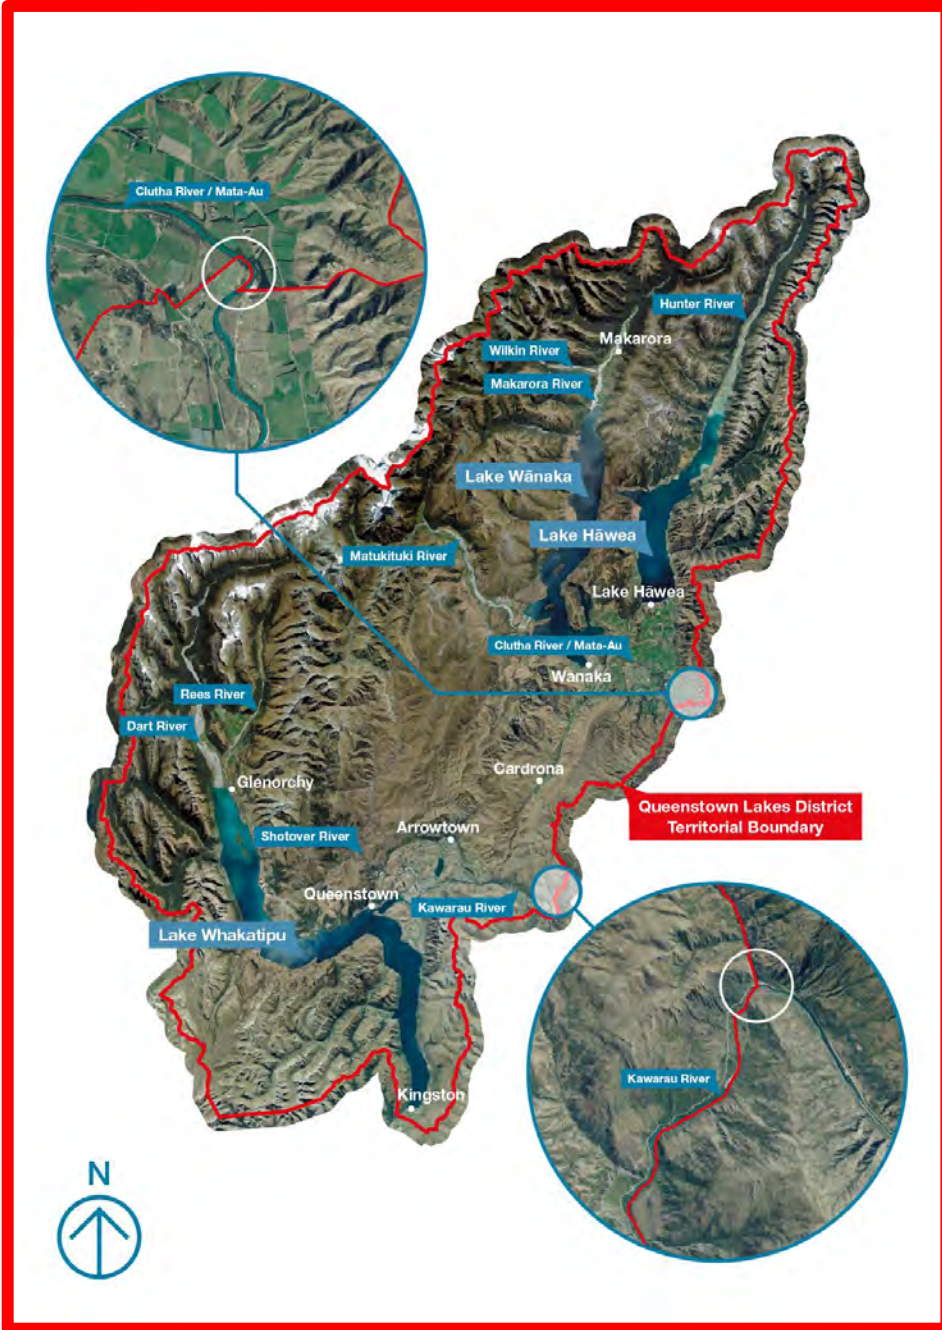 Clutha River / Mata-Au
Hunter River
Makarora
Wilkin River
Makarora River
Lake Wānaka
Lake Hāwea
Matukituki River
Lake Hāwea
Clutha River / Mata-Au
Wanaka
Rees River
Dart River
Cardrona
Glenorchy
Queenstown Lakes District
Territorial Boundary
Arrowtown
Shotover River
Queenstown
Kawarau River
Lake Whakatipu
Kawarau River
Kingston
N